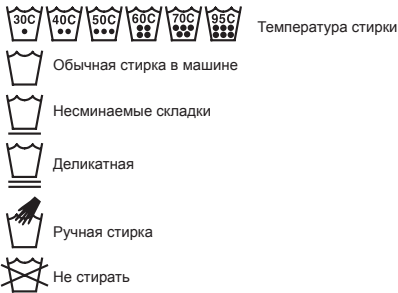 30C 40C 50C 60C 70C 95C Температура стирки
Обычная стирка в машине
Несминаемые складки
Деликатная
Ручная стирка
Не стирать